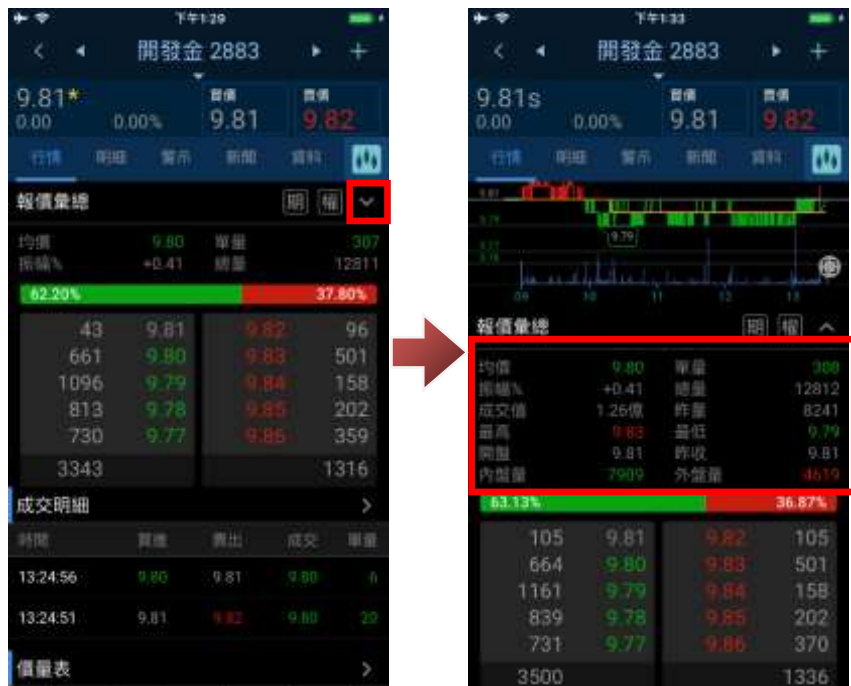 下午1:29
開發金 2883
9.81*
0.00 0.00%
買價
9.81
賣價
9.82
行情 明細 警示 新聞 資料
報價彙總 期 權
均價 9.80 單量 307
振幅% +0.41 總量 12811
62.20% 37.80%
43 9.81 9.82 96
661 9.80 9.83 501
1096 9.79 9.84 158
813 9.78 9.85 202
730 9.77 9.86 359
3343 1316
成交明細
時間 買進 賣出 成交 單量
13:24:56 9.80 9.81 9.80 6
13:24:51 9.81 9.82 9.80 20
價量表
下午1:33
開發金 2883
9.81s
0.00 0.00%
買價
9.81
賣價
9.82
行情 明細 警示 新聞 資料
9.81
9.79
9.79
09 10 11 12 13
報價彙總 期 權
均價 9.80 單量 308
振幅% +0.41 總量 12812
成交值 1.26億 昨量 8241
最高 9.83 最低 9.79
開盤 9.81 昨收 9.81
內盤量 7909 外盤量 4619
63.13% 36.87%
105 9.81 9.82 105
664 9.80 9.83 501
1161 9.79 9.84 158
839 9.78 9.85 202
731 9.77 9.86 370
3500 1336